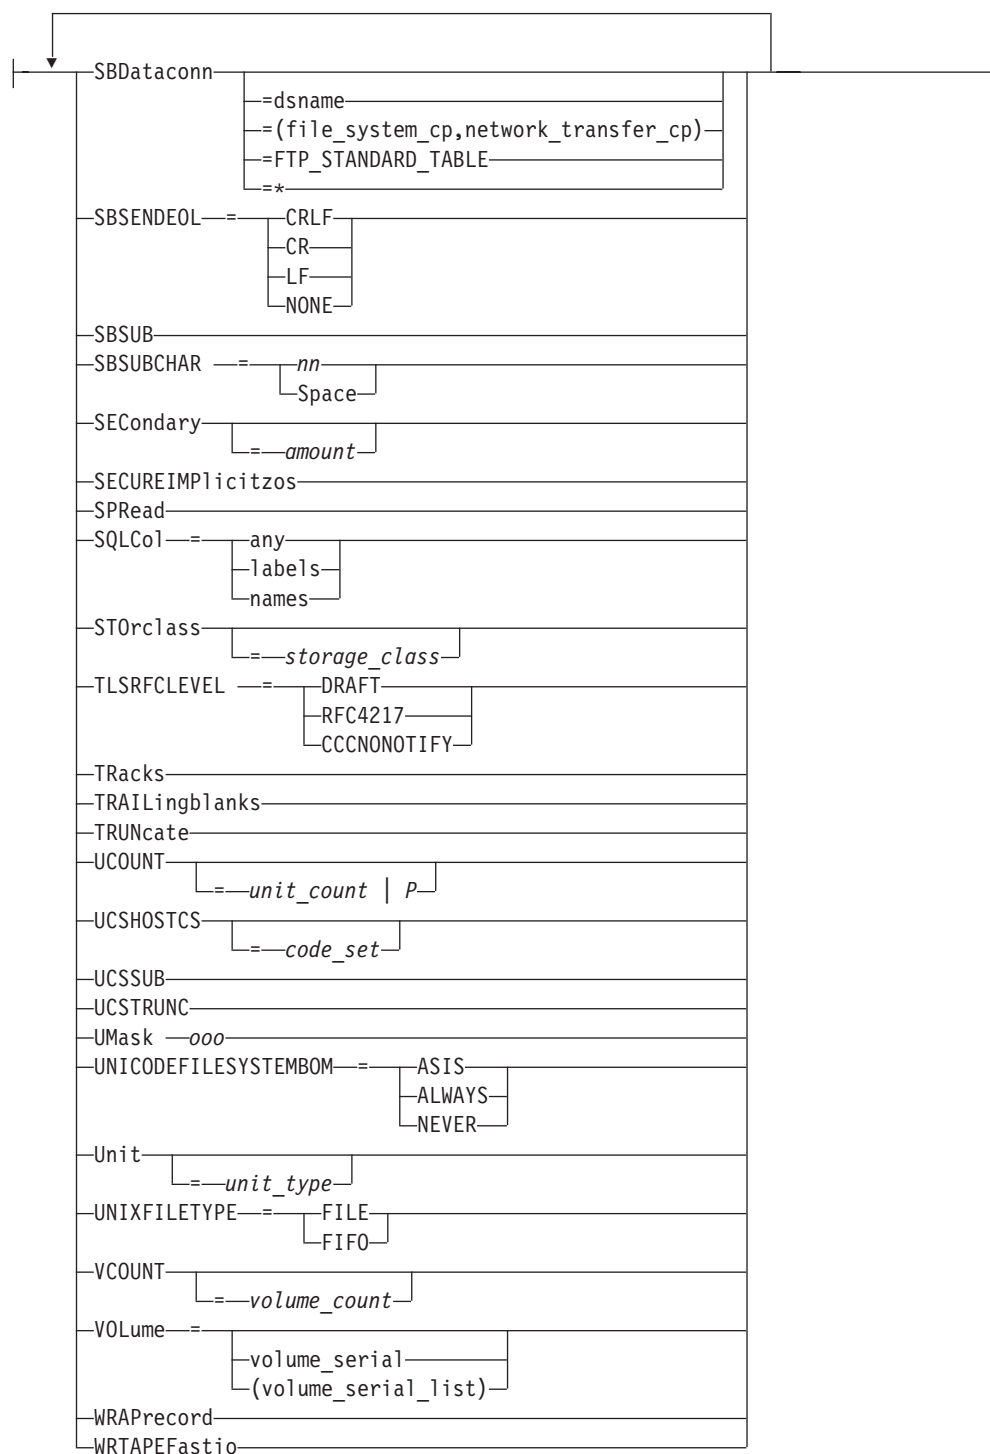 SBDataconn
=dsname
=(file_system_cp,network_transfer_cp)
=FTP_STANDARD_TABLE
=*
SBSENDEOL = CRLF
CR
LF
NONE
SBSUB
SBSUBCHAR = nn
Space
SECondary
= amount
SECUREIMPlicitzos
SPRead
SQLCol = any
labels
names
STOrclass
= storage_class
TLSRFCLEVEL = DRAFT
RFC4217
CCCNONOTIFY
TRacks
TRAILingblanks
TRUNcate
UCOUNT
= unit_count | P
UCSHOSTCS
= code_set
UCSSUB
UCSTRUNC
UMask ooo
UNICODEFILESYSTEMBOM = ASIS
ALWAYS
NEVER
Unit
= unit_type
UNIXFILETYPE = FILE
FIFO
VCOUNT
= volume_count
VOLume =
volume_serial
(volume_serial_list)
WRAPrecord
WRTAPEFastio